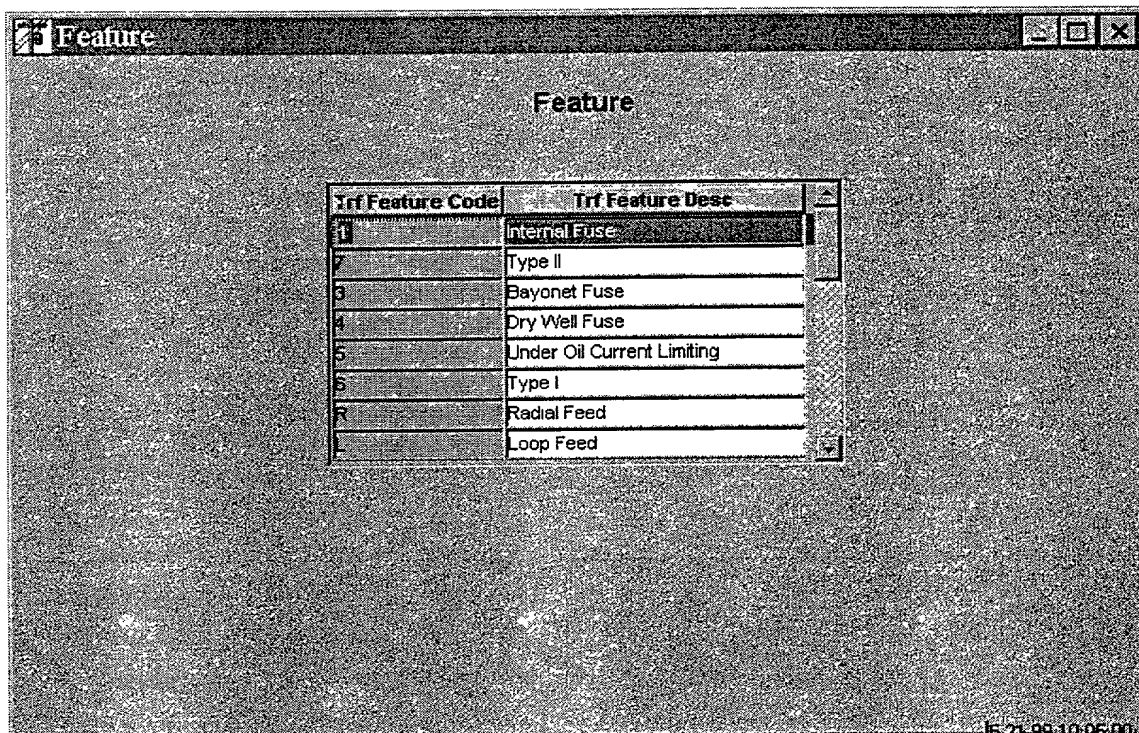 Feature
Feature
Trf Feature Code Trf Feature Desc
1 Internal Fuse
Type II
3 Bayonet Fuse
4 Dry Well Fuse
5 Under Oil Current Limiting
6 Type I
R Radial Feed
L Loop Feed